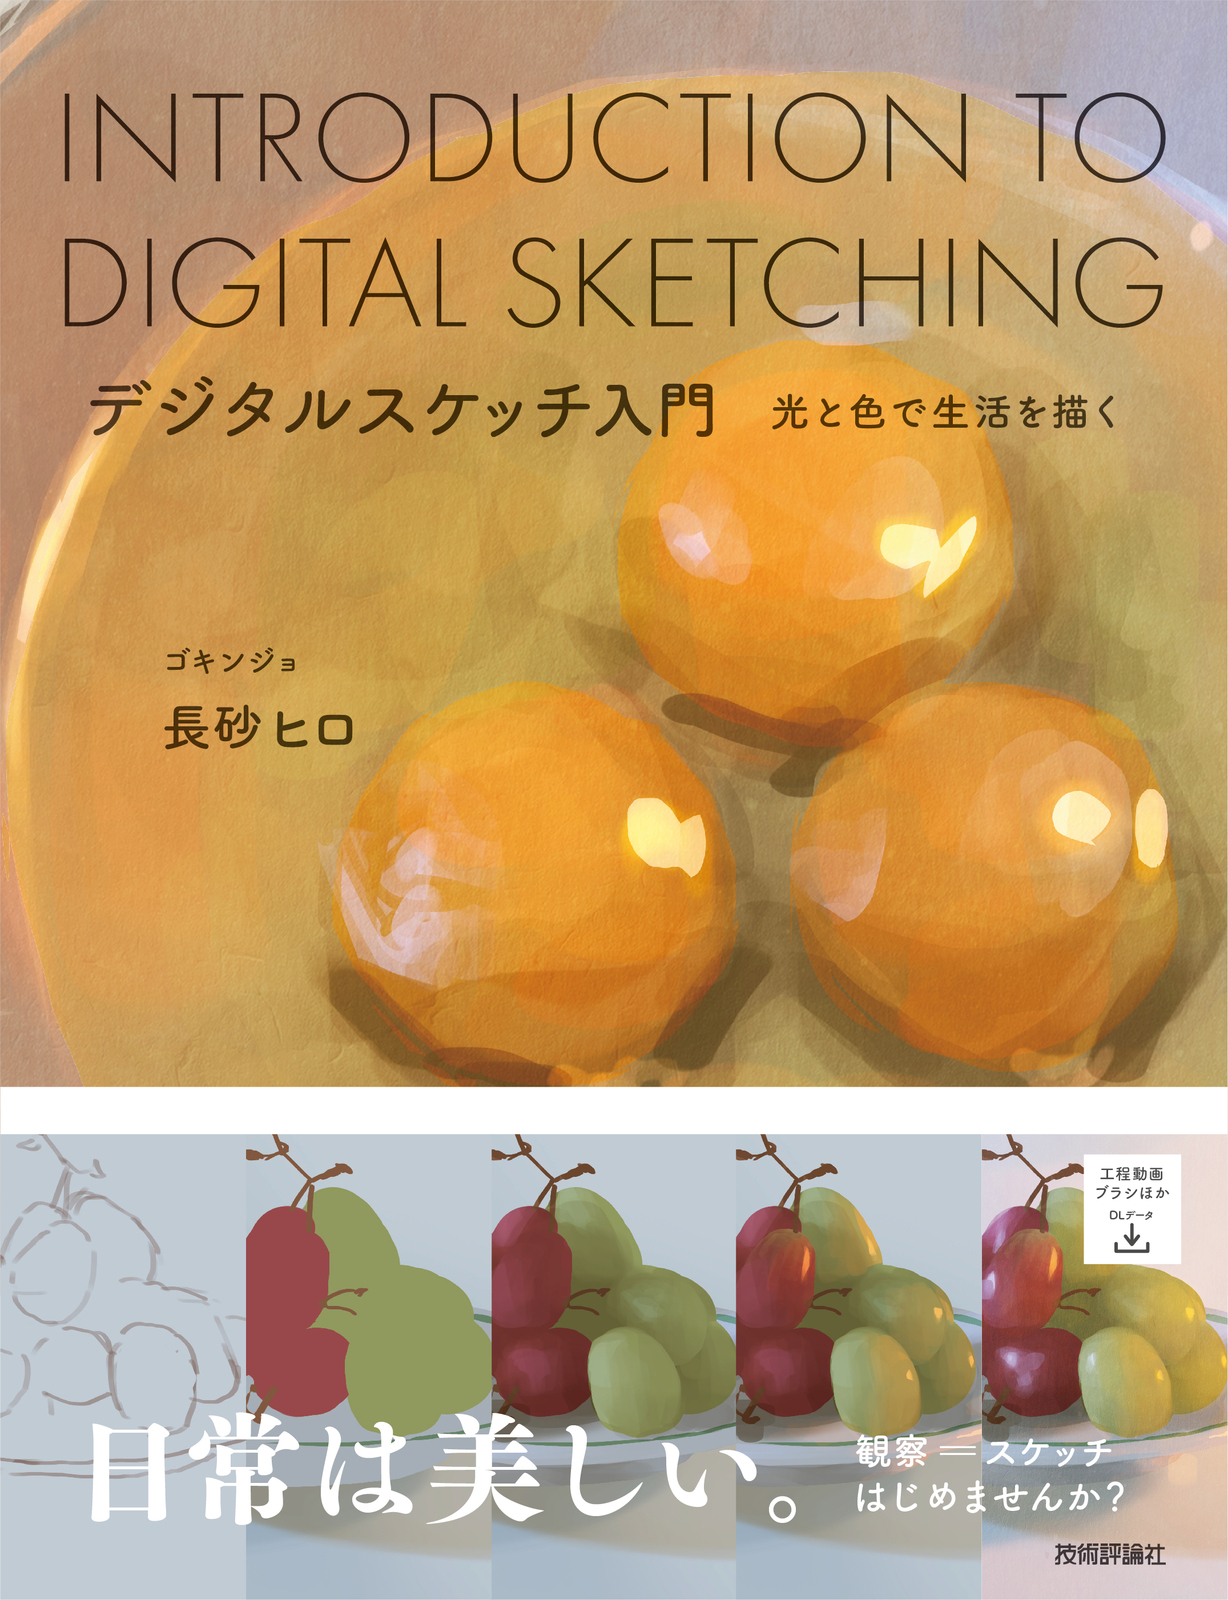 INTRODUCTION TO
DIGITAL SKETCHING
デジタルスケッチ入門 光と色で生活を描く
ゴキンジョ
長砂ヒロ
工程動画
ブラシほか
DLデータ
日常は美しい。
観察＝スケッチ
はじめませんか?
技術評論社